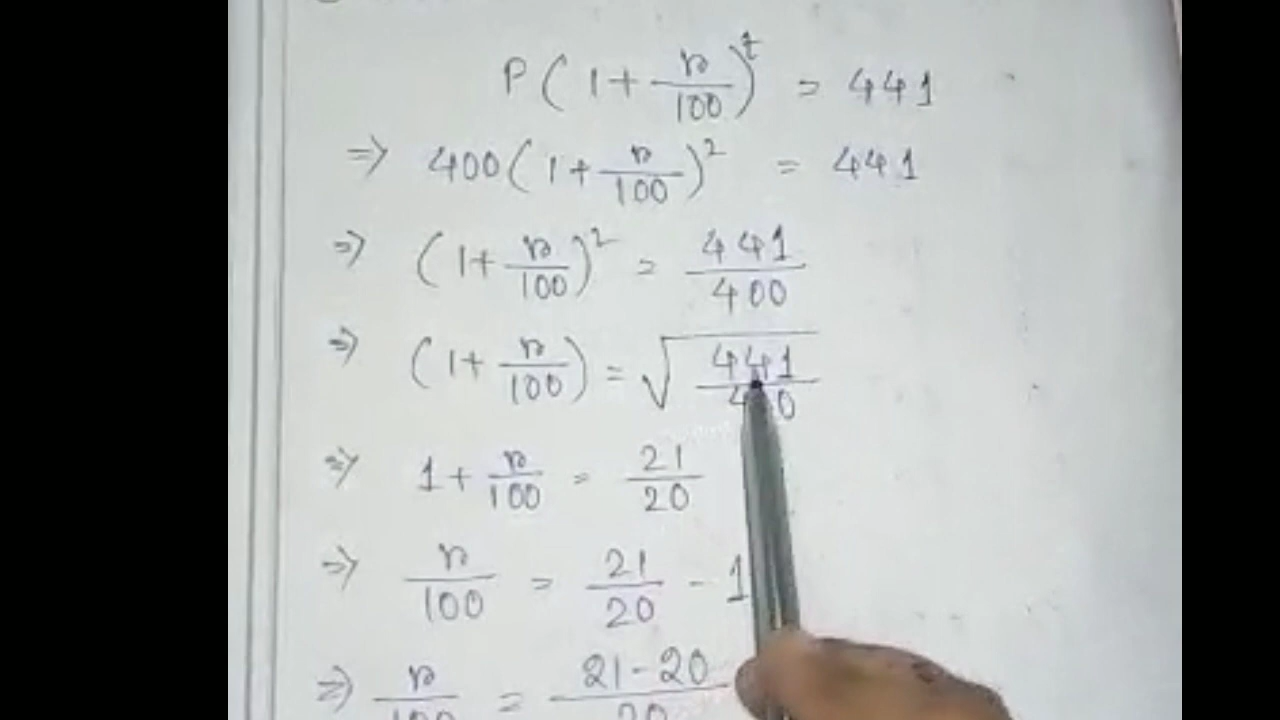 P(1+r/100)^t = 441
⇒ 400(1+r/100)^2 = 441
⇒ (1+r/100)^2 = 441/400
⇒ (1+r/100) = √(441/400)
⇒ 1+r/100 = 21/20
⇒ r/100 = 21/20 - 1
⇒ r/100 = 21-20/20